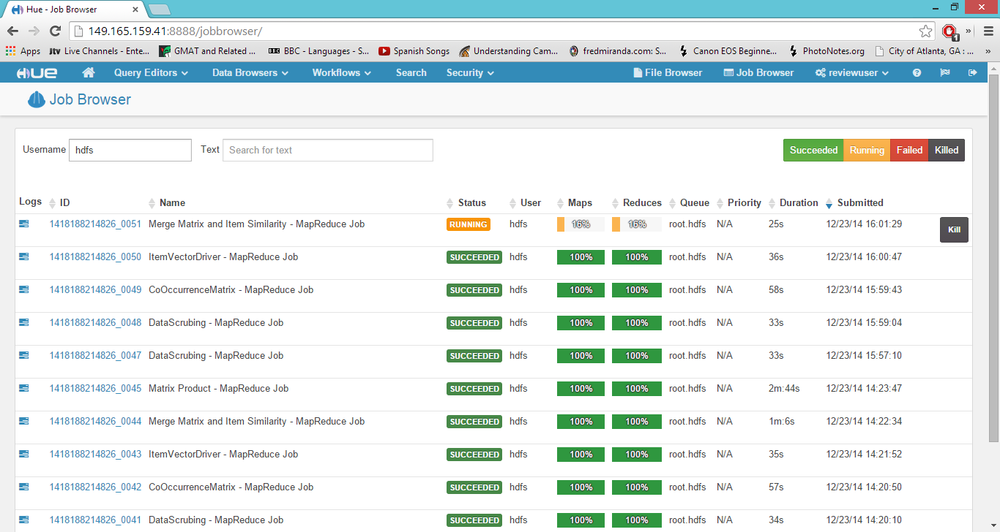 Hue - Job Browser
149.165.159.41:8888/jobbrowser/
1
Apps Jtv Live Channels - Ente... GMAT and Related ... BBC BBC - Languages - S... Spanish Songs Understanding Cam... fredmiranda.com: S... Canon EOS Beginne... PhotoNotes.org City of Atlanta, GA : ... »
HUE Query Editors Data Browsers Workflows Search Security File Browser Job Browser reviewuser
Job Browser
Username hdfs Text Search for text Succeeded Running Failed Killed
Logs ID Name Status User Maps Reduces Queue Priority Duration Submitted
1418188214826_0051 Merge Matrix and Item Similarity - MapReduce Job RUNNING hdfs 16% 16% root.hdfs N/A 25s 12/23/14 16:01:29 Kill
1418188214826_0050 ItemVectorDriver - MapReduce Job SUCCEEDED hdfs 100% 100% root.hdfs N/A 36s 12/23/14 16:00:47
1418188214826_0049 CoOccurrenceMatrix - MapReduce Job SUCCEEDED hdfs 100% 100% root.hdfs N/A 58s 12/23/14 15:59:43
1418188214826_0048 DataScrubing - MapReduce Job SUCCEEDED hdfs 100% 100% root.hdfs N/A 33s 12/23/14 15:59:04
1418188214826_0047 DataScrubing - MapReduce Job SUCCEEDED hdfs 100% 100% root.hdfs N/A 33s 12/23/14 15:57:10
1418188214826_0045 Matrix Product - MapReduce Job SUCCEEDED hdfs 100% 100% root.hdfs N/A 2m:44s 12/23/14 14:23:47
1418188214826_0044 Merge Matrix and Item Similarity - MapReduce Job SUCCEEDED hdfs 100% 100% root.hdfs N/A 1m:6s 12/23/14 14:22:34
1418188214826_0043 ItemVectorDriver - MapReduce Job SUCCEEDED hdfs 100% 100% root.hdfs N/A 35s 12/23/14 14:21:52
1418188214826_0042 CoOccurrenceMatrix - MapReduce Job SUCCEEDED hdfs 100% 100% root.hdfs N/A 57s 12/23/14 14:20:50
1418188214826_0041 DataScrubing - MapReduce Job SUCCEEDED hdfs 100% 100% root.hdfs N/A 34s 12/23/14 14:20:10